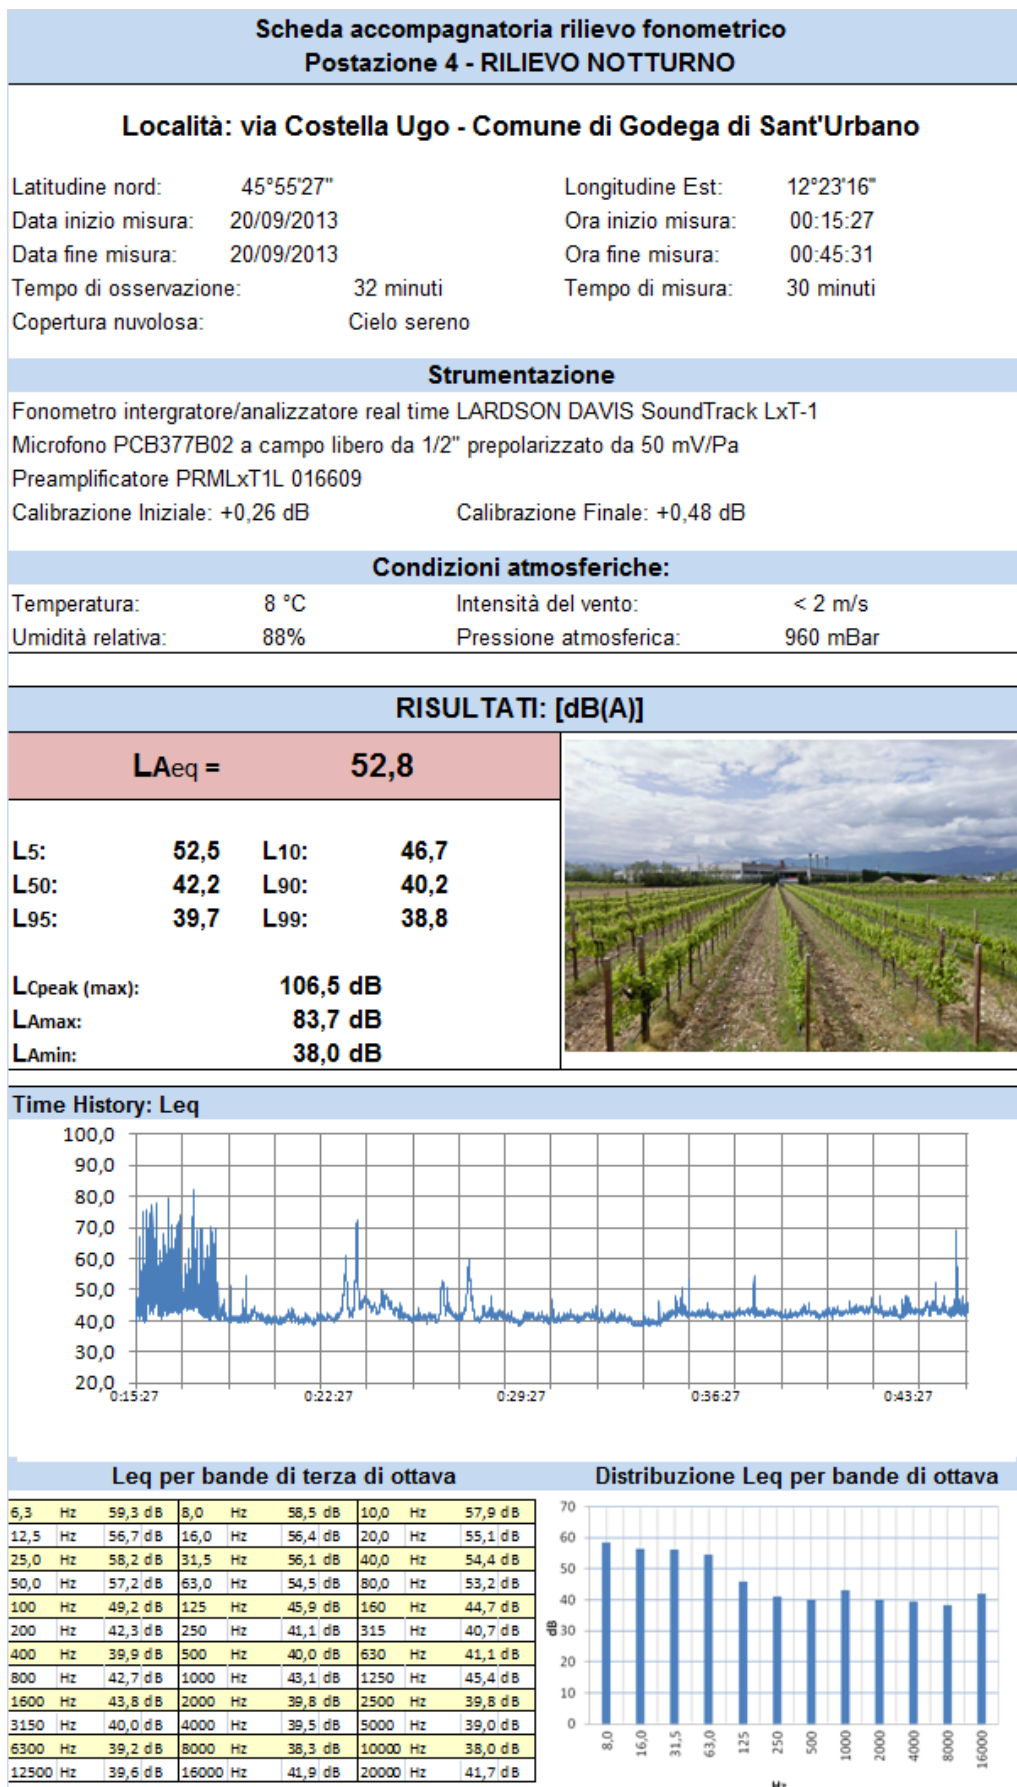 Scheda accompagnatoria rilievo fonometrico
Postazione 4 - RILIEVO NOTTURNO
Località: via Costella Ugo - Comune di Godega di Sant'Urbano
Latitudine nord: 45°55'27" Longitudine Est: 12°23'16"
Data inizio misura: 20/09/2013 Ora inizio misura: 00:15:27
Data fine misura: 20/09/2013 Ora fine misura: 00:45:31
Tempo di osservazione: 32 minuti Tempo di misura: 30 minuti
Copertura nuvolosa: Cielo sereno
Strumentazione
Fonometro intergratore/analizzatore real time LARDSON DAVIS SoundTrack LxT-1
Microfono PCB377B02 a campo libero da 1/2" prepolarizzato da 50 mV/Pa
Preamplificatore PRMLxT1L 016609
Calibrazione Iniziale: +0,26 dB Calibrazione Finale: +0,48 dB
Condizioni atmosferiche:
Temperatura: 8 °C Intensità del vento: < 2 m/s
Umidità relativa: 88% Pressione atmosferica: 960 mBar
RISULTATI: [dB(A)]
LAeq = 52,8
L5: 52,5 L10: 46,7
L50: 42,2 L90: 40,2
L95: 39,7 L99: 38,8
LCpeak (max): 106,5 dB
LAmax: 83,7 dB
LAmin: 38,0 dB
Time History: Leq
100,0
90,0
80,0
70,0
60,0
50,0
40,0
30,0
20,0
0:15:27 0:22:27 0:29:27 0:36:27 0:43:27
Leq per bande di terza di ottava
6,3 Hz 59,3 dB 8,0 Hz 58,5 dB 10,0 Hz 57,9 dB
12,5 Hz 56,7 dB 16,0 Hz 56,4 dB 20,0 Hz 55,1 dB
25,0 Hz 58,2 dB 31,5 Hz 56,1 dB 40,0 Hz 54,4 dB
50,0 Hz 57,2 dB 63,0 Hz 54,5 dB 80,0 Hz 53,2 dB
100 Hz 49,2 dB 125 Hz 45,9 dB 160 Hz 44,7 dB
200 Hz 42,3 dB 250 Hz 41,1 dB 315 Hz 40,7 dB
400 Hz 39,9 dB 500 Hz 40,0 dB 630 Hz 41,1 dB
800 Hz 42,7 dB 1000 Hz 43,1 dB 1250 Hz 45,4 dB
1600 Hz 43,8 dB 2000 Hz 39,8 dB 2500 Hz 39,8 dB
3150 Hz 40,0 dB 4000 Hz 39,5 dB 5000 Hz 39,0 dB
6300 Hz 39,2 dB 8000 Hz 38,3 dB 10000 Hz 38,0 dB
12500 Hz 39,6 dB 16000 Hz 41,9 dB 20000 Hz 41,7 dB
Distribuzione Leq per bande di ottava
70
60
50
40
30
20
10
0
dB
8,0 16,0 31,5 63,0 125 250 500 1000 2000 4000 8000 16000
Hz